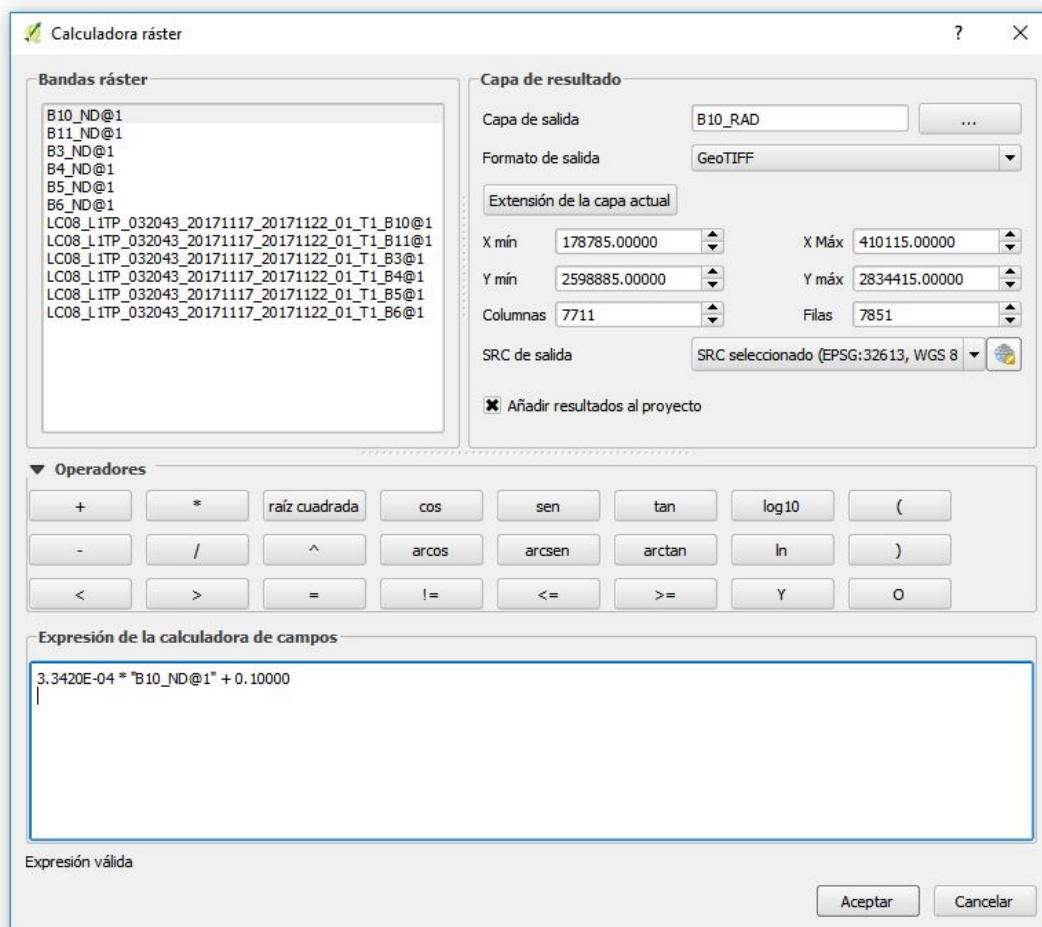 Calculadora ráster
?
Bandas ráster
B10_ND@1
B11_ND@1
B3_ND@1
B4_ND@1
B5_ND@1
B6_ND@1
LC08_L1TP_032043_20171117_20171122_01_T1_B10@1
LC08_L1TP_032043_20171117_20171122_01_T1_B11@1
LC08_L1TP_032043_20171117_20171122_01_T1_B3@1
LC08_L1TP_032043_20171117_20171122_01_T1_B4@1
LC08_L1TP_032043_20171117_20171122_01_T1_B5@1
LC08_L1TP_032043_20171117_20171122_01_T1_B6@1
Capa de resultado
Capa de salida B10_RAD ...
Formato de salida GeoTIFF
Extensión de la capa actual
X mín 178785.00000 X Máx 410115.00000
Y mín 2598885.00000 Y máx 2834415.00000
Columnas 7711 Filas 7851
SRC de salida SRC seleccionado (EPSG:32613, WGS 8
Añadir resultados al proyecto
Operadores
+ * raíz cuadrada cos sen tan log10 (
- / ^ arcos arcsen arctan ln )
< > = != <= >= Y O
Expresión de la calculadora de campos
3.3420E-04 * "B10_ND@1" + 0.10000
Expresión válida
Aceptar Cancelar